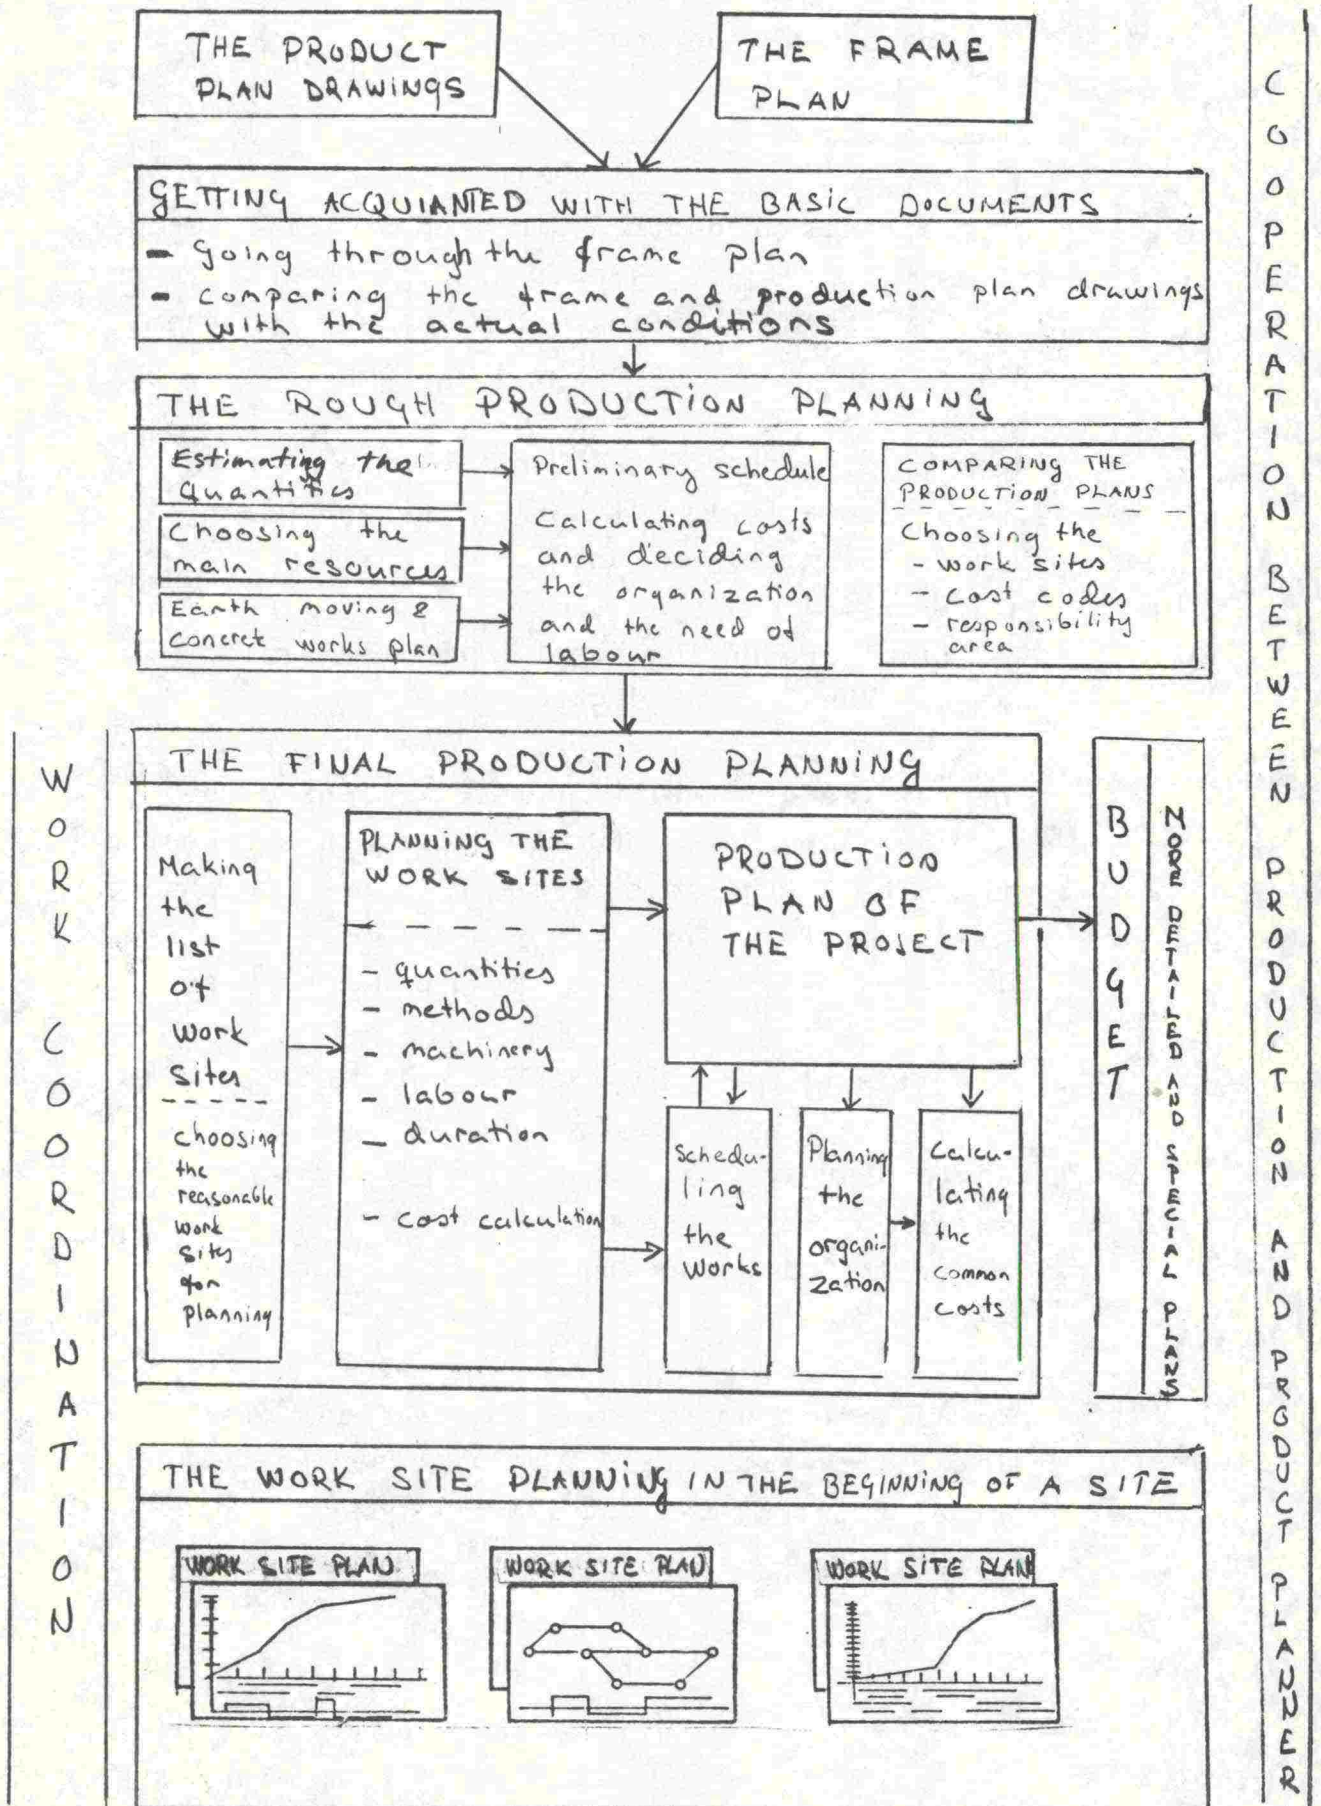 THE PRODUCT
PLAN DRAWINGS
THE FRAME
PLAN
GETTING ACQUIANTED WITH THE BASIC DOCUMENTS
- Going through the frame plan
- comparing the frame and production plan drawings
with the actual conditions
THE ROUGH PRODUCTION PLANNING
Estimating the
quantities
Choosing the
main resources
Earth moving &
concret works plan
Preliminary schedule
Calculating costs
and deciding
the organization
and the need of
labour
COMPARING THE
PRODUCTION PLANS
Choosing the
- work sites
- cost codes
- responsibility
area
THE FINAL PRODUCTION PLANNING
Making
the
list
of
work
sites
choosing
the
reasonable
work
sites
for
planning
PLANNING THE
WORK SITES
- quantities
- methods
- machinery
- labour
- duration
- cost calculation
PRODUCTION
PLAN OF
THE PROJECT
Schedu-
ling
the
works
Planning
the
organi-
zation
Calcu-
lating
the
common
costs
BUDGET
MORE DETAILED AND SPECIAL PLANS
THE WORK SITE PLANNING IN THE BEGINNING OF A SITE
WORK SITE PLAN
WORK SITE PLAN
WORK SITE PLAN
WORK COORDINATION
COOPERATION BETWEEN PRODUCTION AND PRODUCT PLANNER